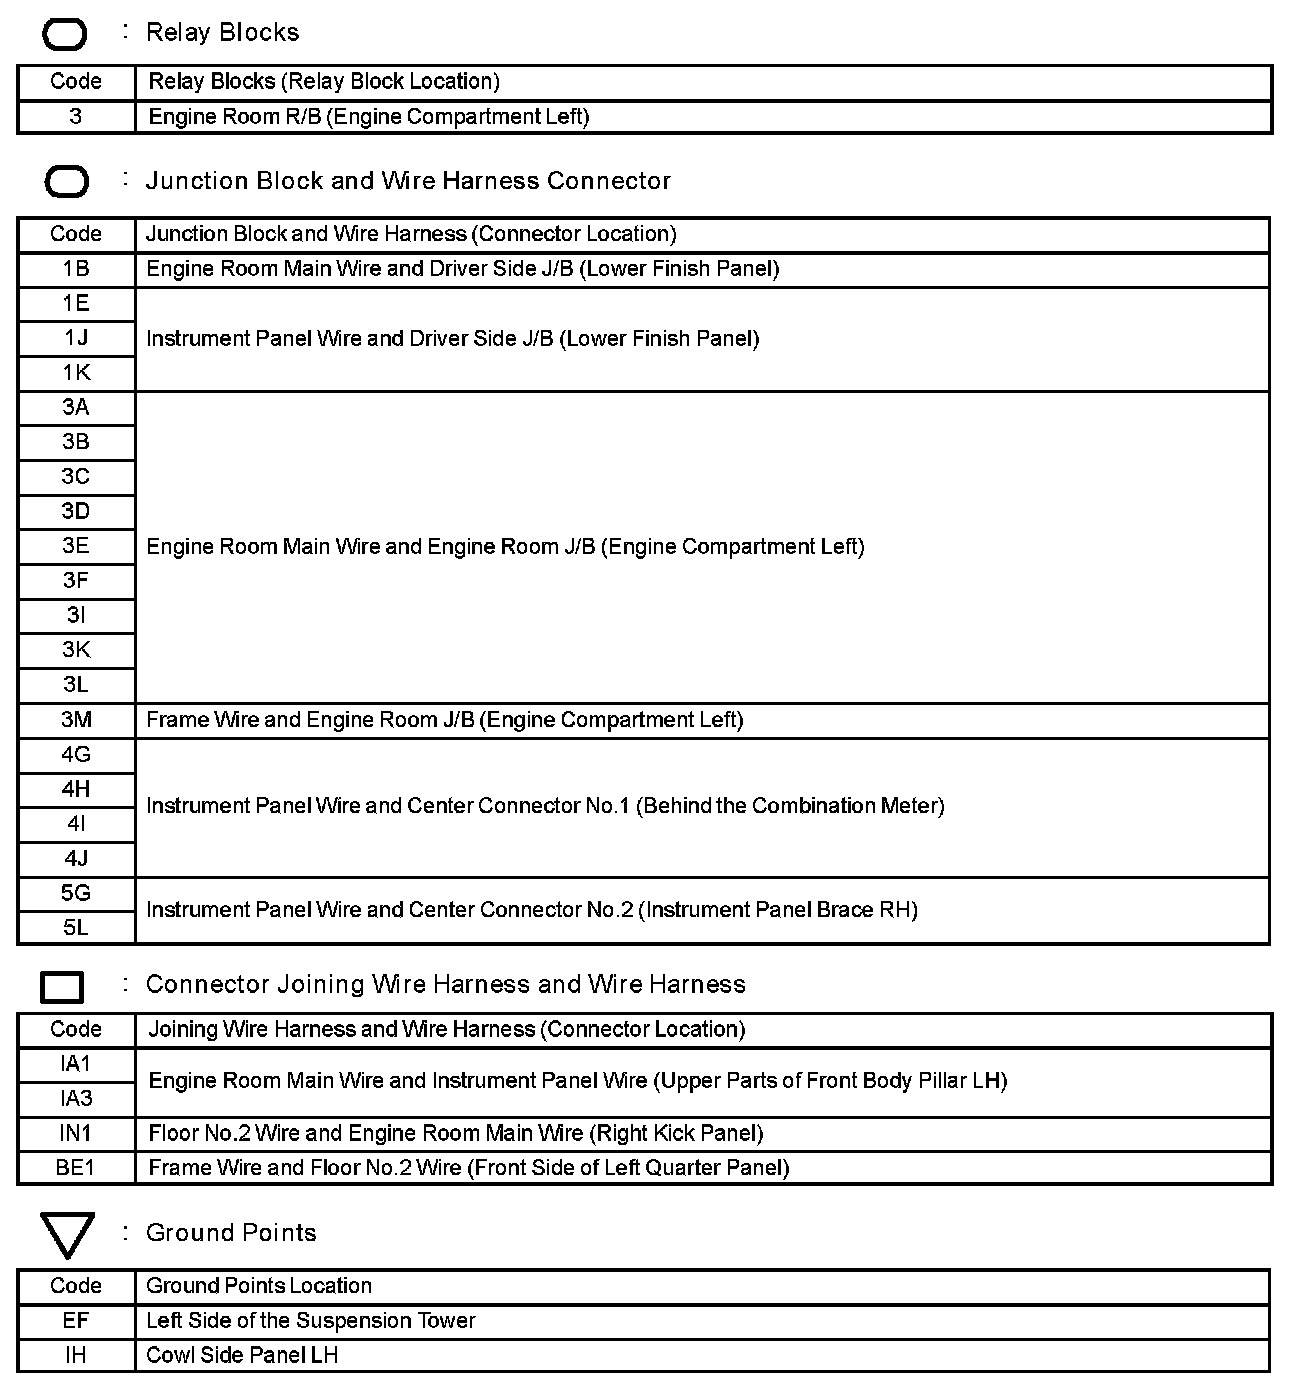 : Relay Blocks
Code Relay Blocks (Relay Block Location)
3 Engine Room R/B (Engine Compartment Left)
: Junction Block and Wire Harness Connector
Code Junction Block and Wire Harness (Connector Location)
1B Engine Room Main Wire and Driver Side J/B (Lower Finish Panel)
1E
1J Instrument Panel Wire and Driver Side J/B (Lower Finish Panel)
1K
3A
3B
3C
3D
3E Engine Room Main Wire and Engine Room J/B (Engine Compartment Left)
3F
3I
3K
3L
3M Frame Wire and Engine Room J/B (Engine Compartment Left)
4G
4H
Instrument Panel Wire and Center Connector No.1 (Behind the Combination Meter)
4I
4J
5G
Instrument Panel Wire and Center Connector No.2 (Instrument Panel Brace RH)
5L
: Connector Joining Wire Harness and Wire Harness
Code Joining Wire Harness and Wire Harness (Connector Location)
IA1
Engine Room Main Wire and Instrument Panel Wire (Upper Parts of Front Body Pillar LH)
IA3
IN1 Floor No.2 Wire and Engine Room Main Wire (Right Kick Panel)
BE1 Frame Wire and Floor No.2 Wire (Front Side of Left Quarter Panel)
: Ground Points
Code Ground Points Location
EF Left Side of the Suspension Tower
IH Cowl Side Panel LH